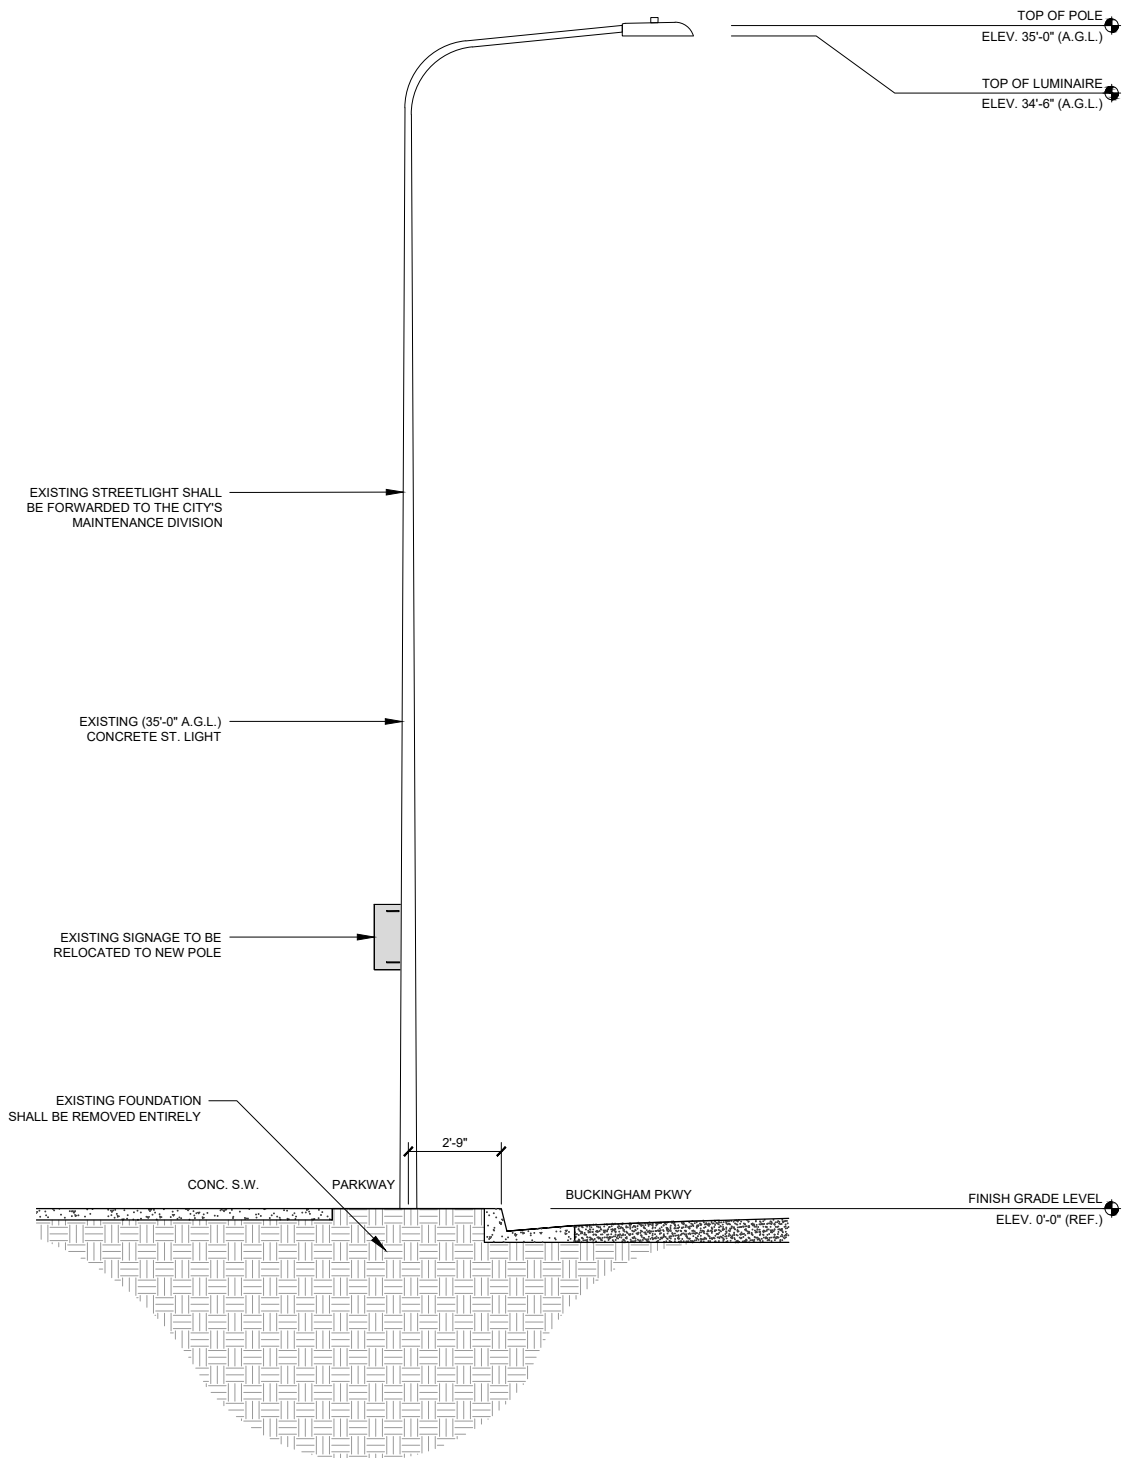 TOP OF POLE
ELEV. 35'-0" (A.G.L.)
TOP OF LUMINAIRE
ELEV. 34'-6" (A.G.L.)
EXISTING STREETLIGHT SHALL
BE FORWARDED TO THE CITY'S
MAINTENANCE DIVISION
EXISTING (35'-0" A.G.L.)
CONCRETE ST. LIGHT
EXISTING SIGNAGE TO BE
RELOCATED TO NEW POLE
EXISTING FOUNDATION
SHALL BE REMOVED ENTIRELY
2'-9"
CONC. S.W.
PARKWAY
BUCKINGHAM PKWY
FINISH GRADE LEVEL
ELEV. 0'-0" (REF.)